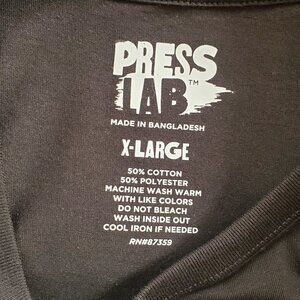 PRESS
LAB™
MADE IN BANGLADESH
X-LARGE
50% COTTON
50% POLYESTER
MACHINE WASH WARM
WITH LIKE COLORS
DO NOT BLEACH
WASH INSIDE OUT
COOL IRON IF NEEDED
RN#87359